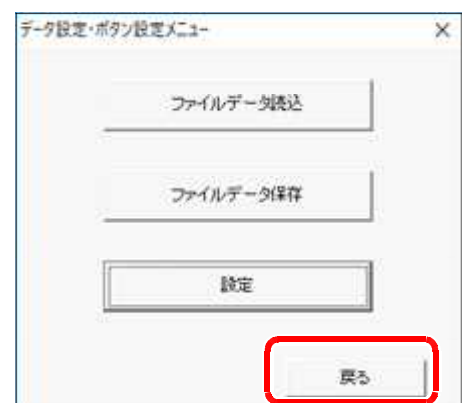 データ設定・ボタン設定メニュー
ファイルデータ読込
ファイルデータ保存
設定
戻る